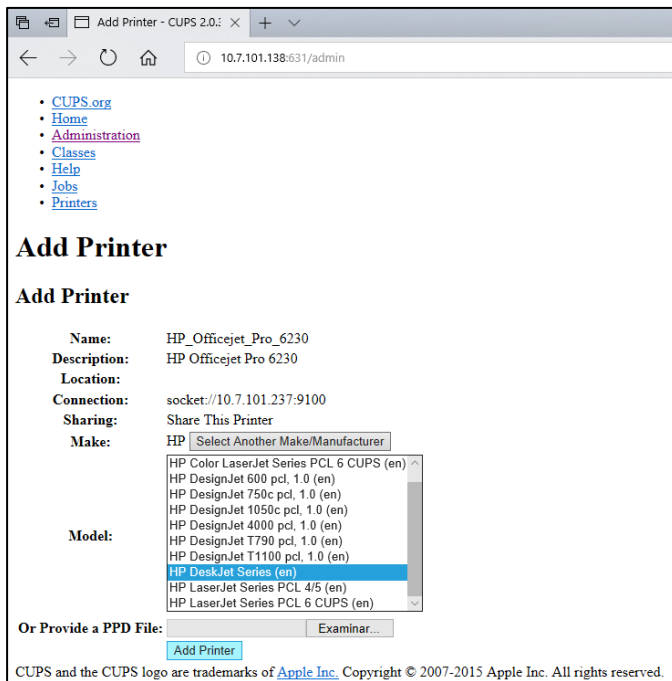 Add Printer - CUPS 2.0.:
10.7.101.138:631/admin
CUPS.org
Home
Administration
Classes
Help
Jobs
Printers
Add Printer
Add Printer
Name: HP_Officejet_Pro_6230
Description: HP Officejet Pro 6230
Location:
Connection: socket://10.7.101.237:9100
Sharing: Share This Printer
Make: HP Select Another Make/Manufacturer
HP Color LaserJet Series PCL 6 CUPS (en)
HP DesignJet 600 pcl, 1.0 (en)
HP DesignJet 750c pcl, 1.0 (en)
HP DesignJet 1050c pcl, 1.0 (en)
HP DesignJet 4000 pcl, 1.0 (en)
HP DesignJet T790 pcl, 1.0 (en)
Model:
HP DesignJet T1100 pcl, 1.0 (en)
HP DeskJet Series (en)
HP LaserJet Series PCL 4/5 (en)
HP LaserJet Series PCL 6 CUPS (en)
Or Provide a PPD File: Examinar...
Add Printer
CUPS and the CUPS logo are trademarks of Apple Inc. Copyright © 2007-2015 Apple Inc. All rights reserved.